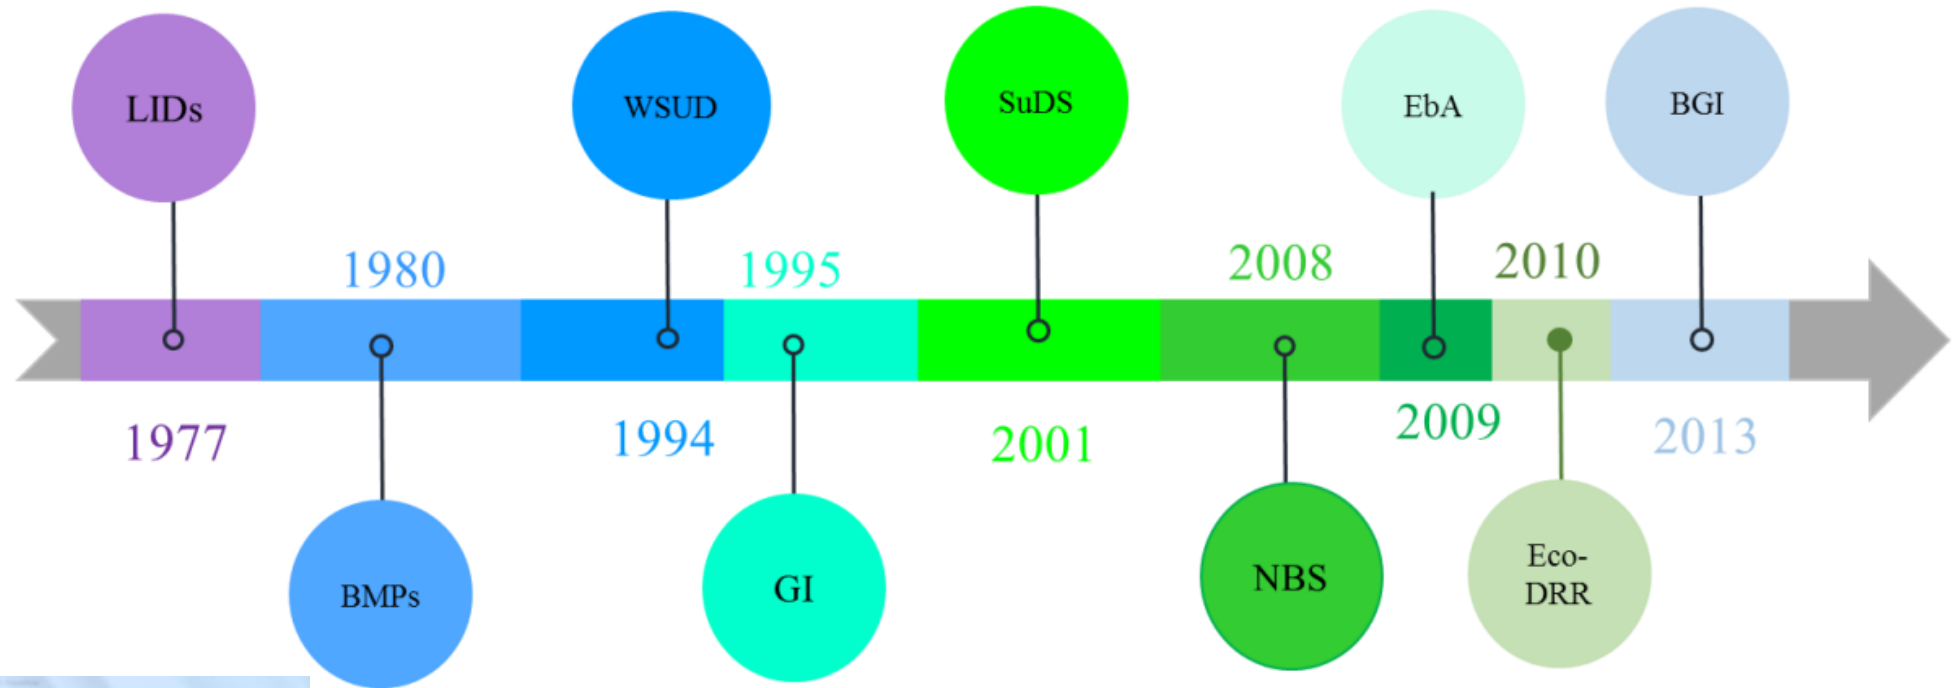 LIDs
WSUD
SuDS
EbA
BGI
1980
1995
2008
2010
1977
1994
2001
2009
2013
BMPs
GI
NBS
Eco-
DRR